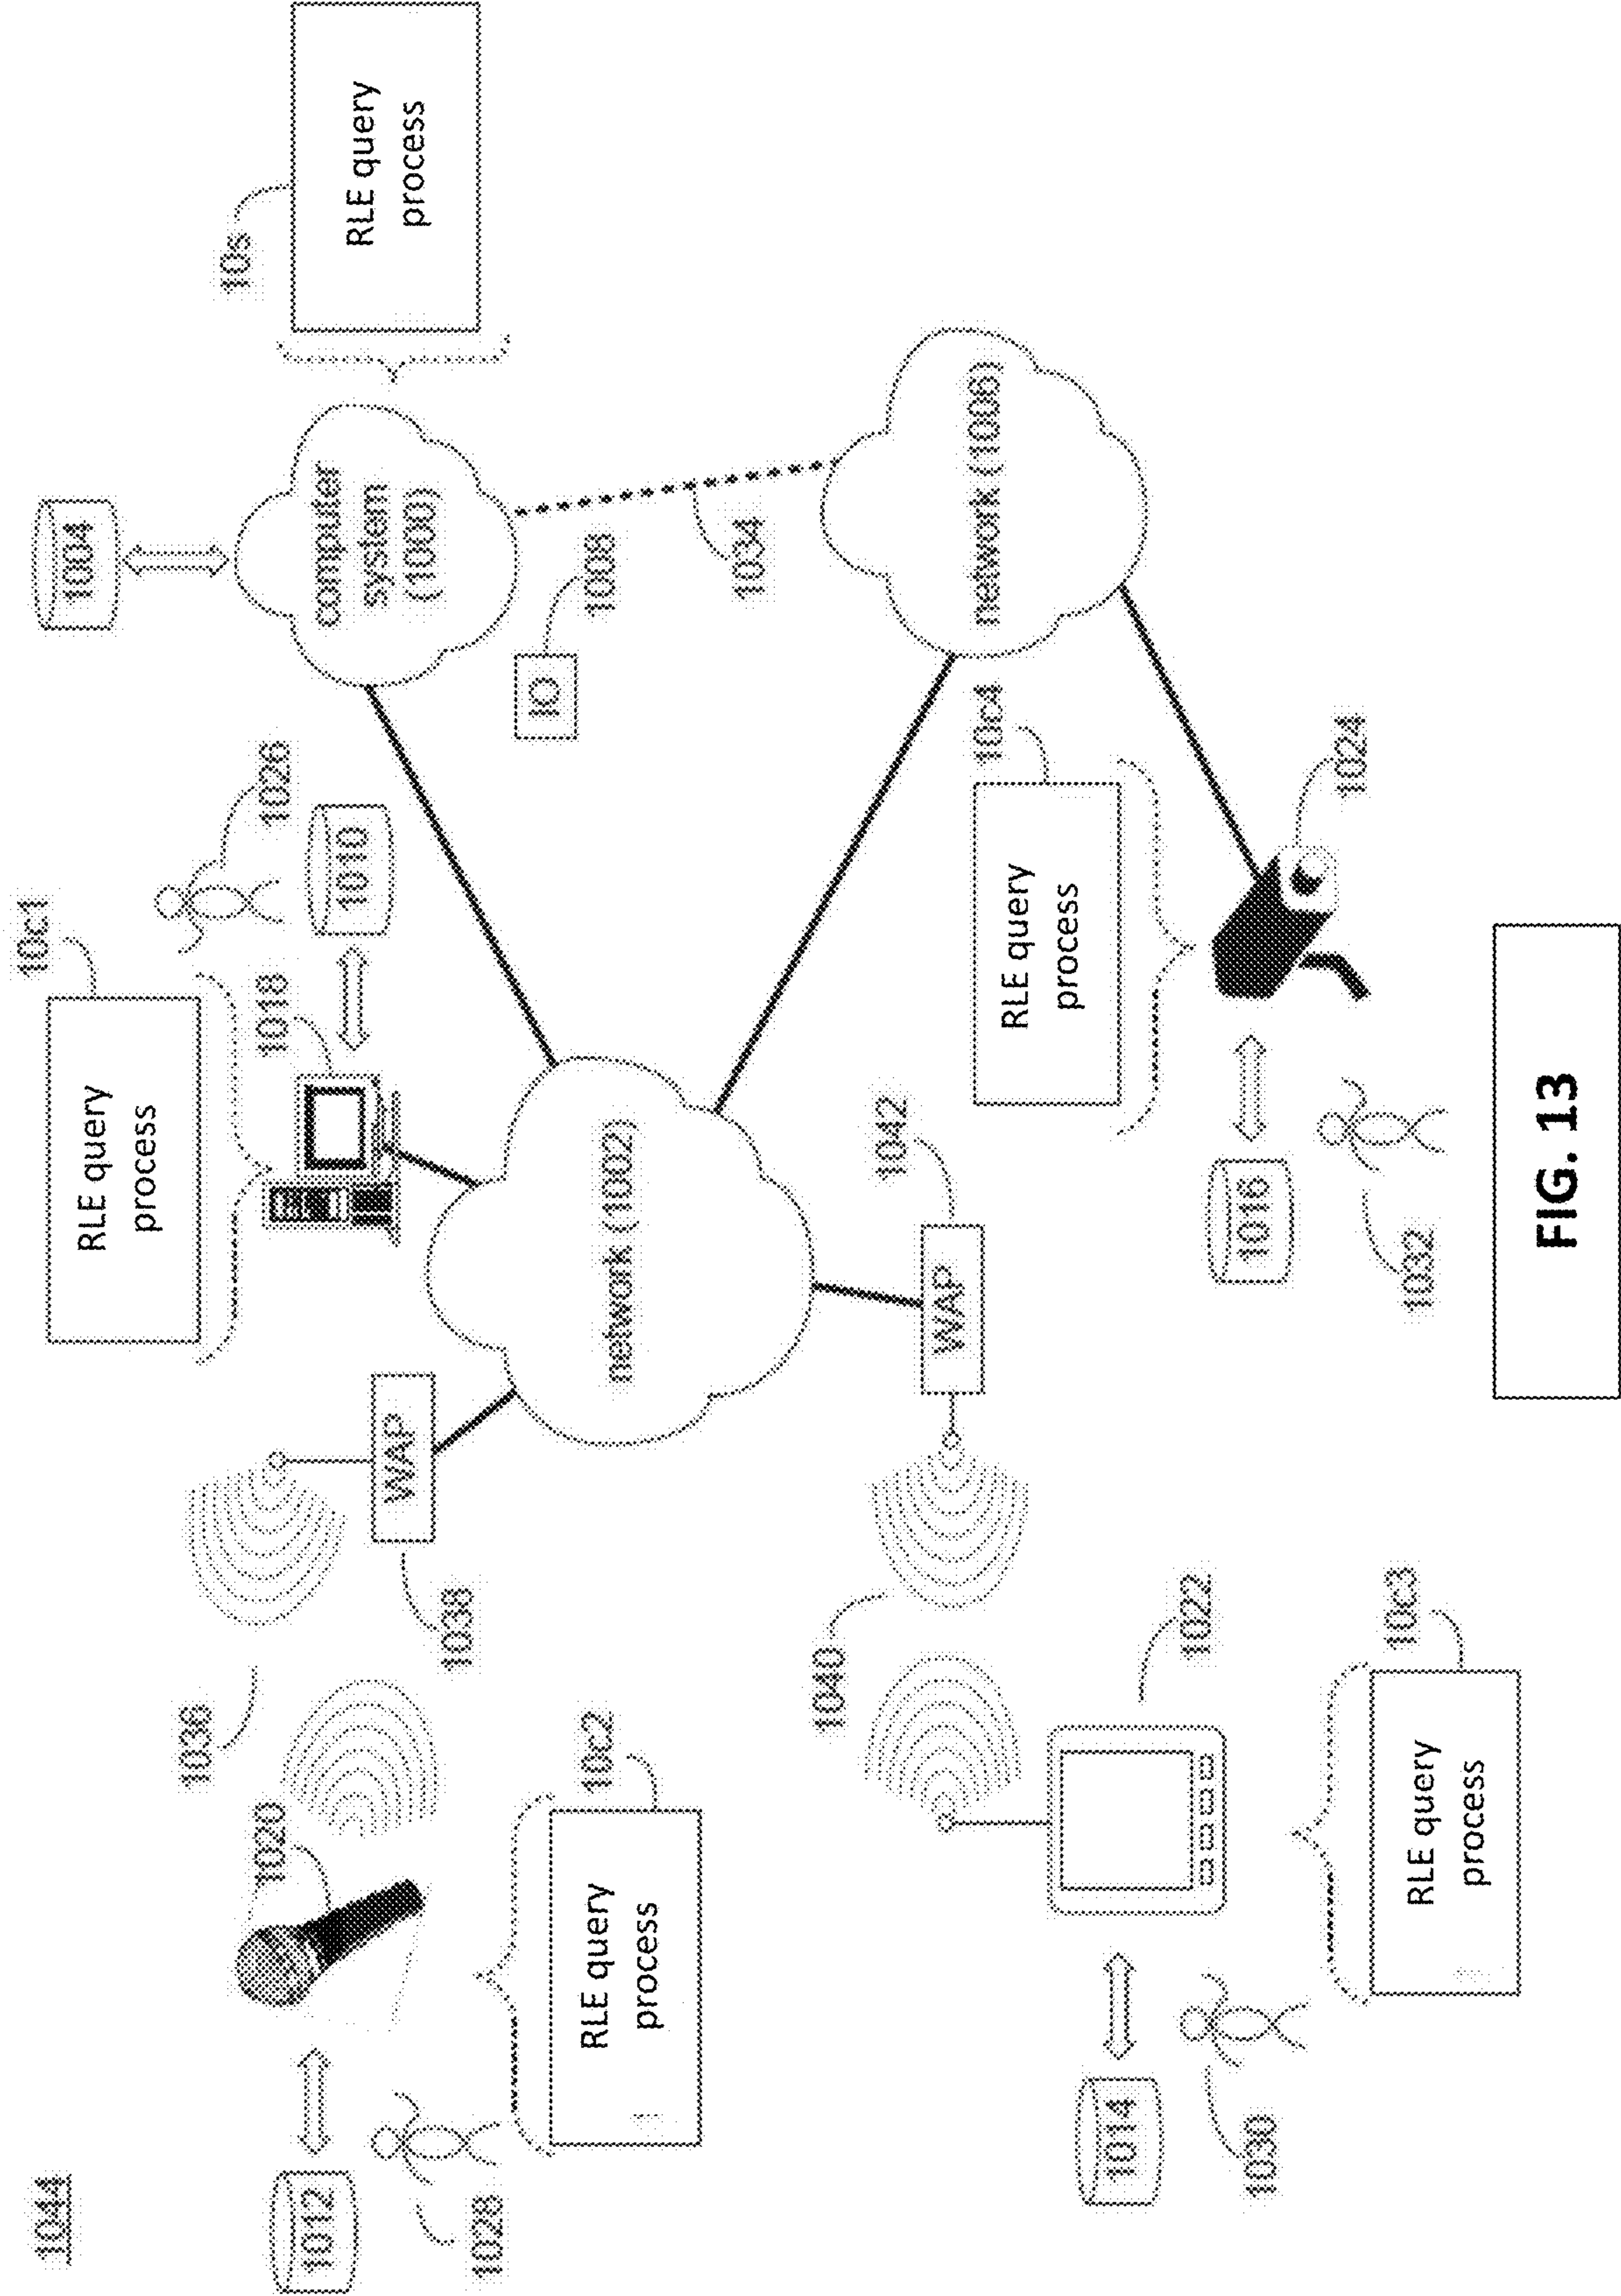 1044
10c1
1004
RLE query
process
1036
10s
1020
1018
1026
1012
1010
computer
system
(1000)
RLE query
process
WAP
1038
1028
IO
10c2
1008
RLE query
process
network (1002)
1034
1040
1042
WAP
network (1006)
10c4
RLE query
process
1014
1022
1016
1030
1024
10c3
1032
RLE query
process
FIG. 13